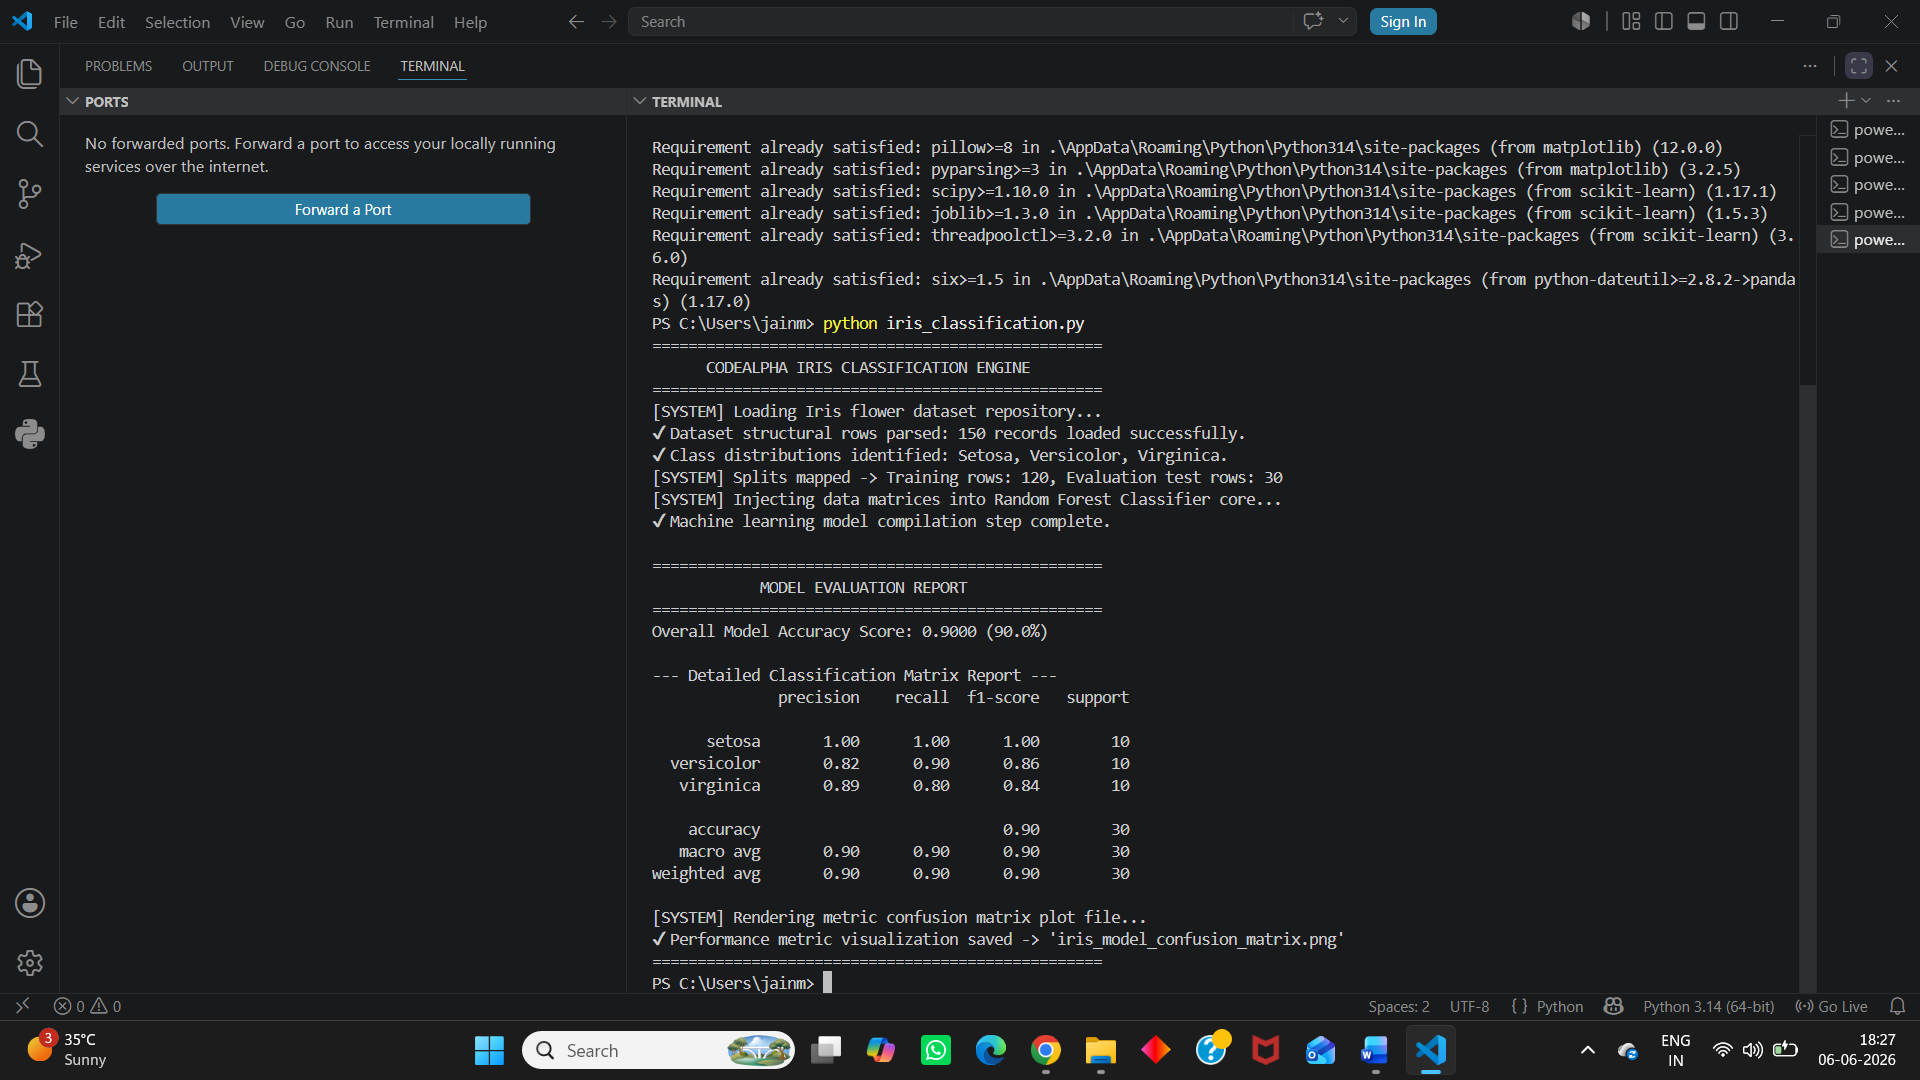 File Edit Selection View Go Run Terminal Help
Search
Sign In
PROBLEMS OUTPUT DEBUG CONSOLE TERMINAL
PORTS
No forwarded ports. Forward a port to access your locally running
services over the internet.
Forward a Port
TERMINAL
Requirement already satisfied: pillow>=8 in .\AppData\Roaming\Python\Python314\site-packages (from matplotlib) (12.0.0)
Requirement already satisfied: pyparsing>=3 in .\AppData\Roaming\Python\Python314\site-packages (from matplotlib) (3.2.5)
Requirement already satisfied: scipy>=1.10.0 in .\AppData\Roaming\Python\Python314\site-packages (from scikit-learn) (1.17.1)
Requirement already satisfied: joblib>=1.3.0 in .\AppData\Roaming\Python\Python314\site-packages (from scikit-learn) (1.5.3)
Requirement already satisfied: threadpoolctl>=3.2.0 in .\AppData\Roaming\Python\Python314\site-packages (from scikit-learn) (3.
6.0)
Requirement already satisfied: six>=1.5 in .\AppData\Roaming\Python\Python314\site-packages (from python-dateutil>=2.8.2->panda
s) (1.17.0)
PS C:\Users\jainm> python iris_classification.py
==================================================
CODEALPHA IRIS CLASSIFICATION ENGINE
==================================================
[SYSTEM] Loading Iris flower dataset repository...
✓Dataset structural rows parsed: 150 records loaded successfully.
✓Class distributions identified: Setosa, Versicolor, Virginica.
[SYSTEM] Splits mapped -> Training rows: 120, Evaluation test rows: 30
[SYSTEM] Injecting data matrices into Random Forest Classifier core...
✓Machine learning model compilation step complete.
==================================================
MODEL EVALUATION REPORT
==================================================
Overall Model Accuracy Score: 0.9000 (90.0%)
--- Detailed Classification Matrix Report ---
precision recall f1-score support
setosa 1.00 1.00 1.00 10
versicolor 0.82 0.90 0.86 10
virginica 0.89 0.80 0.84 10
accuracy 0.90 30
macro avg 0.90 0.90 0.90 30
weighted avg 0.90 0.90 0.90 30
[SYSTEM] Rendering metric confusion matrix plot file...
✓Performance metric visualization saved -> 'iris_model_confusion_matrix.png'
==================================================
PS C:\Users\jainm>
powe...
powe...
powe...
powe...
powe...
0 0
Spaces: 2 UTF-8 { } Python Python 3.14 (64-bit) Go Live
3
35°C
Sunny
Search
ENG
IN
18:27
06-06-2026